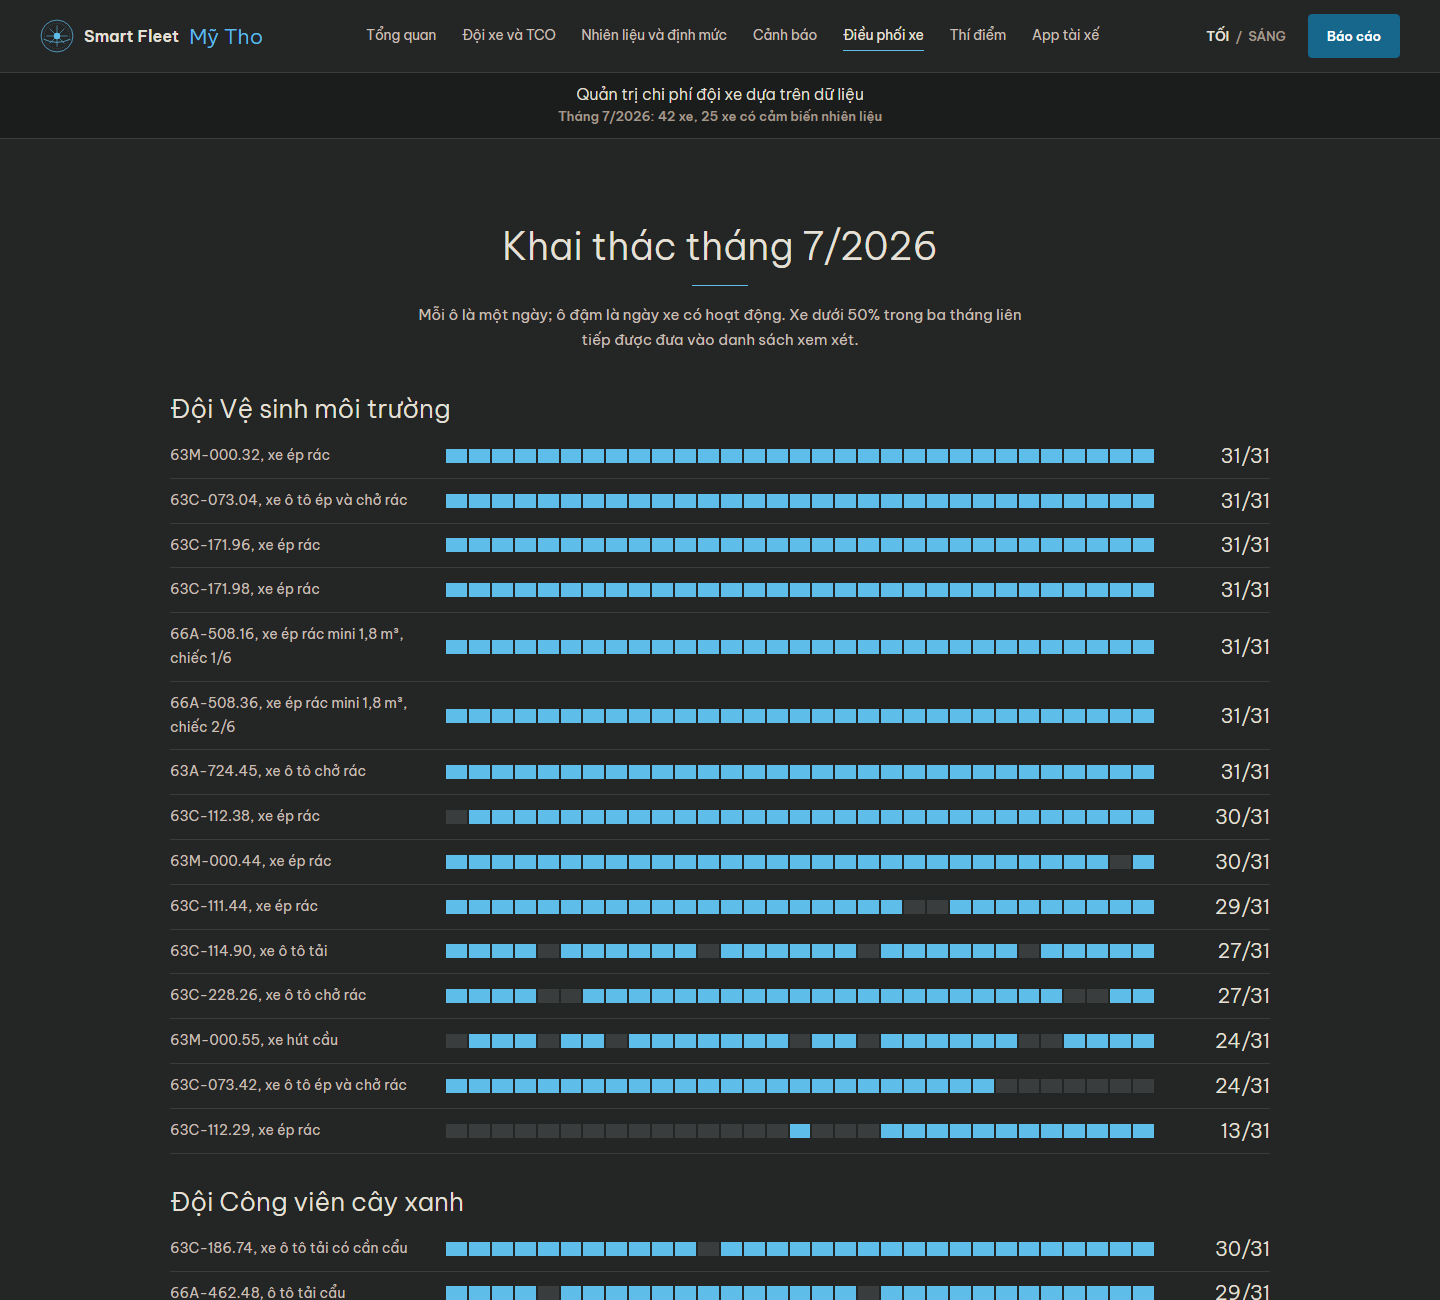 Smart Fleet Mỹ Tho
Tổng quan
Đội xe và TCO
Nhiên liệu và định mức
Cảnh báo
Điều phối xe
Thí điểm
App tài xế
TỐI / SÁNG
Báo cáo
Quản trị chi phí đội xe dựa trên dữ liệu
Tháng 7/2026: 42 xe, 25 xe có cảm biến nhiên liệu
Khai thác tháng 7/2026
Mỗi ô là một ngày; ô đậm là ngày xe có hoạt động. Xe dưới 50% trong ba tháng liên
tiếp được đưa vào danh sách xem xét.
Đội Vệ sinh môi trường
63M-000.32, xe ép rác 31/31
63C-073.04, xe ô tô ép và chở rác 31/31
63C-171.96, xe ép rác 31/31
63C-171.98, xe ép rác 31/31
66A-508.16, xe ép rác mini 1,8 m³,
chiếc 1/6
31/31
66A-508.36, xe ép rác mini 1,8 m³,
chiếc 2/6
31/31
63A-724.45, xe ô tô chở rác 31/31
63C-112.38, xe ép rác 30/31
63M-000.44, xe ép rác 30/31
63C-111.44, xe ép rác 29/31
63C-114.90, xe ô tô tải 27/31
63C-228.26, xe ô tô chở rác 27/31
63M-000.55, xe hút cầu 24/31
63C-073.42, xe ô tô ép và chở rác 24/31
63C-112.29, xe ép rác 13/31
Đội Công viên cây xanh
63C-186.74, xe ô tô tải có cần cẩu 30/31
66A-462.48, ô tô tải cẩu 29/31